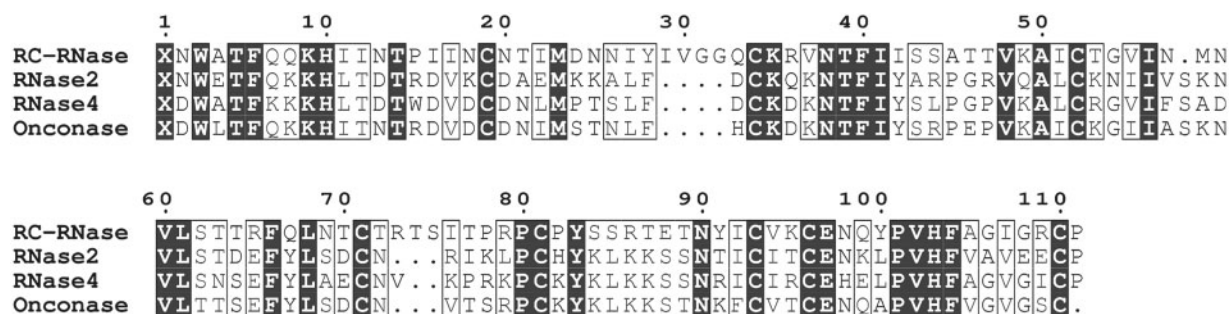 1 10 20 30 40 50
RC-RNase XNWATFQQKHIINTPIINCNTIMDNNIYIVGGQCKRVNTFIISSATTVKAICTGVIN.MN
RNase2 XNWETFQKKHLTDTRDVKCDAEMKKALF....DCKQKNTFIYARPGRVQALCKNIIVSKN
RNase4 XDWATFKKKHLTDTWDVDCDNLMPTSLF....DCKDKNTFIYSLPGPVKALCRGVIFSAD
Onconase XDWLTFQKKHITNTRDVDCDNIMSTNLF....HCKDKNTFIYSRPEPVKAICKGIIASKN
60 70 80 90 100 110
RC-RNase VLSTTRFQLNTCTRTSITPRPCPYSSRTETNYICVKCENQYPVHFAGIGRCP
RNase2 VLSTDEFYLSDCN...RIKLPCHYKLKKSSNTICITCENKLPVHFVAVEECP
RNase4 VLSNSEFYLAECNV..KPRKPCKYKLKKSSNRICIRCEHELPVHFAGVGICP
Onconase VLTTSEFYLSDCN...VTSRPCKYKLKKSTNKFCVTCENQAPVHFVGVGSC.